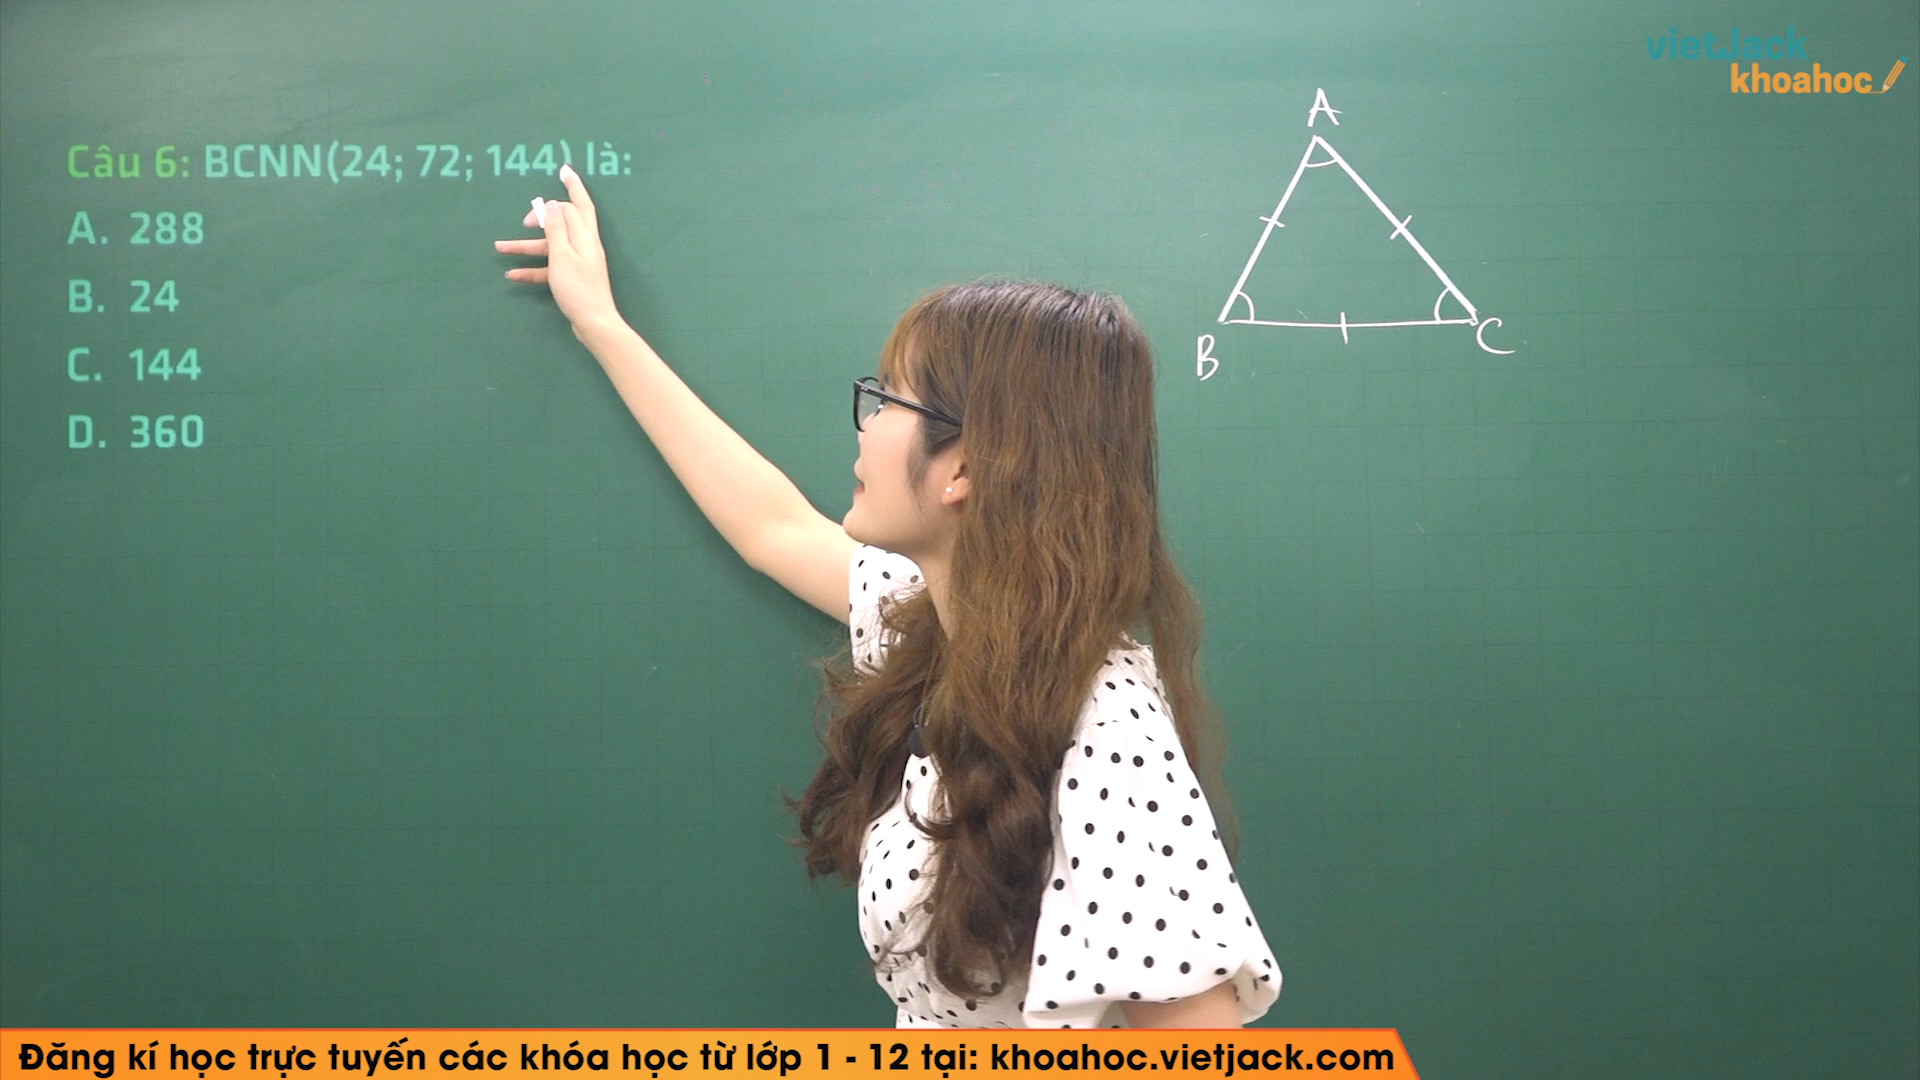 vietJack
khoahoc
Câu 6: BCNN(24; 72; 144) là:
A. 288
B. 24
C. 144
D. 360
A
B
C
Đăng kí học trực tuyến các khóa học từ lớp 1 - 12 tại: khoahoc.vietjack.com